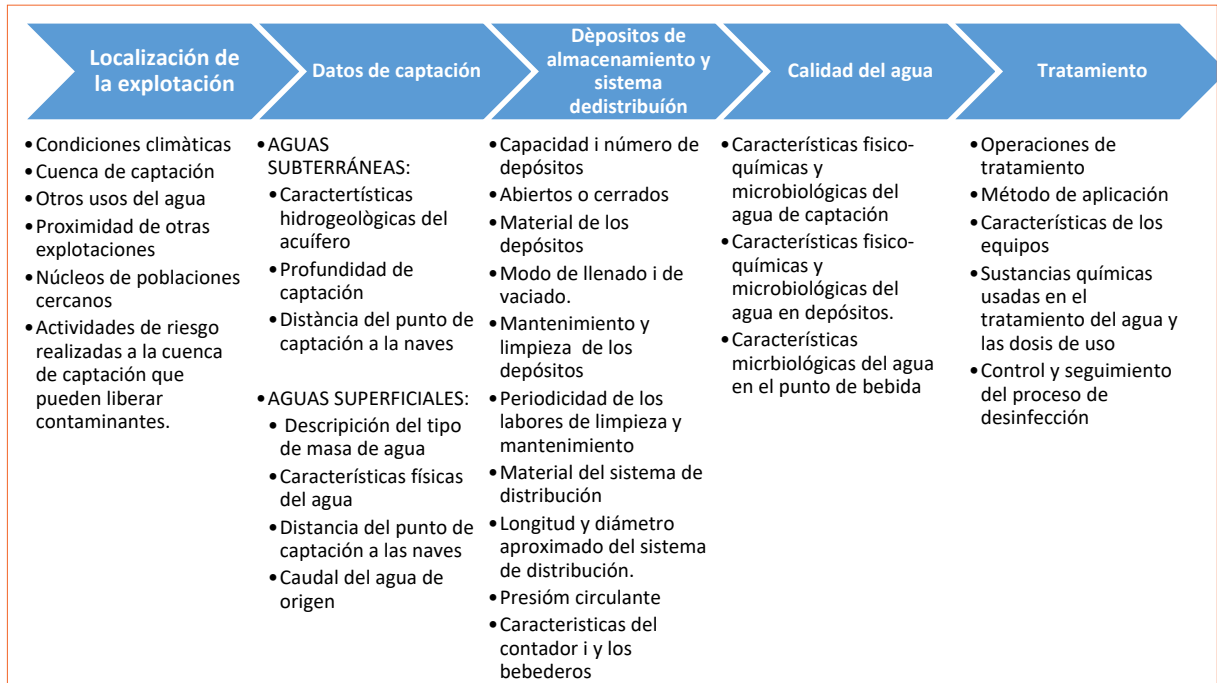 Localización de
la explotación
Datos de captación
Dèpositos de
almacenamiento y
sistema
dedistribuíón
Calidad del agua
Tratamiento
•Condiciones climàticas
•Cuenca de captación
•Otros usos del agua
•Proximidad de otras
explotaciones
•Núcleos de poblaciones
cercanos
•Actividades de riesgo
realizadas a la cuenca
de captación que
pueden liberar
contaminantes.
•AGUAS
SUBTERRÁNEAS:
•Caractertísticas
hidrogeològicas del
acuífero
•Profundidad de
captación
•Distància del punto de
captación a la naves
•AGUAS SUPERFICIALES:
• Descripición del tipo
de masa de agua
•Características físicas
del agua
•Distancia del punto de
captación a las naves
•Caudal del agua de
origen
•Capacidad i número de
depósitos
•Abiertos o cerrados
•Material de los
depósitos
•Modo de llenado i de
vaciado.
•Mantenimiento y
limpieza de los
depósitos
•Periodicidad de los
labores de limpieza y
mantenimiento
•Material del sistema de
distribución
•Longitud y diámetro
aproximado del sistema
de distribución.
•Presióm circulante
•Caracteristicas del
contador i y los
bebederos
•Características fisico-
químicas y
microbiológicas del
agua de captación
•Características fisico-
químicas y
microbiológicas del
agua en depósitos.
•Características
micrbiológicas del agua
en el punto de bebida
•Operaciones de
tratamiento
•Método de aplicación
•Características de los
equipos
•Sustancias químicas
usadas en el
tratamiento del agua y
las dosis de uso
•Control y seguimiento
del proceso de
desinfección